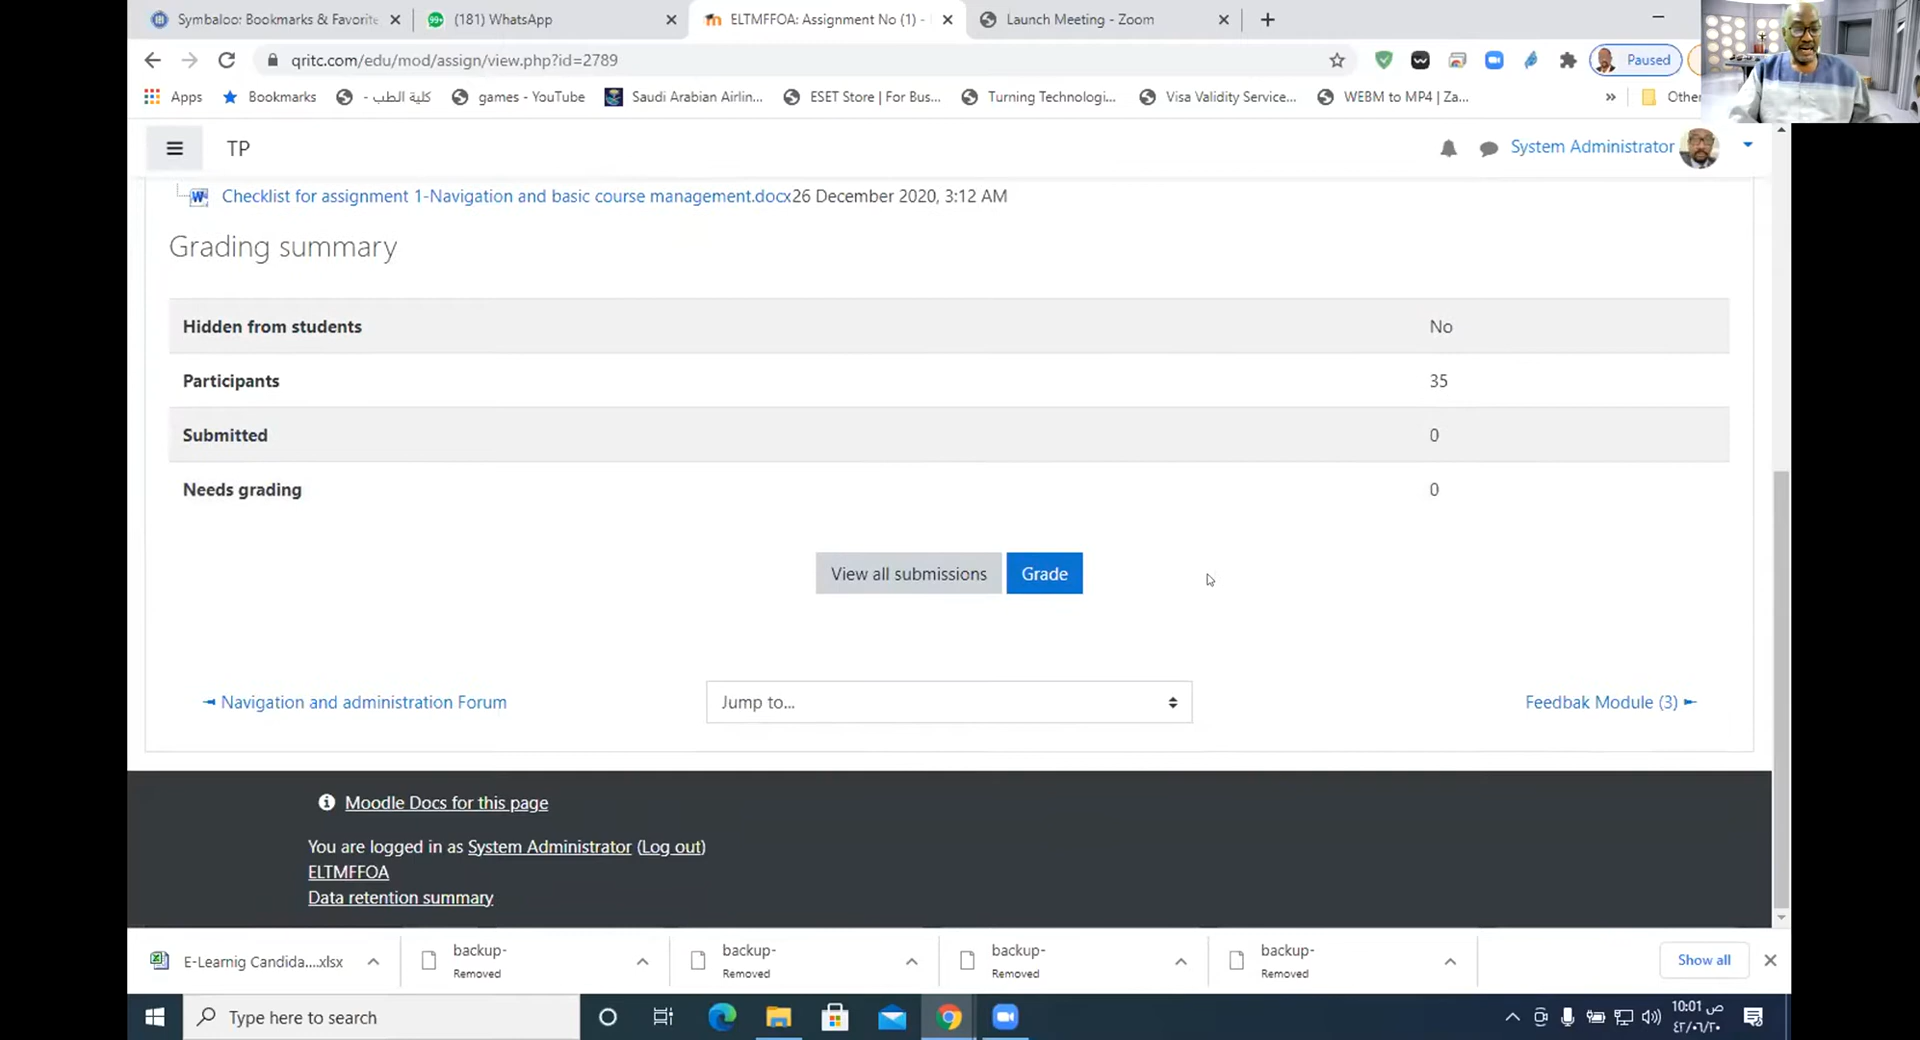 Symbaloo: Bookmarks & Favorite
(181) WhatsApp
ELTMFFOA: Assignment No (1) -
Launch Meeting - Zoom
qritc.com/edu/mod/assign/view.php?id=2789
Paused
Apps
Bookmarks
كلية الطب -
games - YouTube
Saudi Arabian Airlin...
ESET Store | For Bus...
Turning Technologi...
Visa Validity Service...
WEBM to MP4 | Za...
»
Other
TP
System Administrator
Checklist for assignment 1-Navigation and basic course management.docx26 December 2020, 3:12 AM
Grading summary
Hidden from students No
Participants 35
Submitted 0
Needs grading 0
View all submissions
Grade
Navigation and administration Forum
Jump to...
Feedbak Module (3)
Moodle Docs for this page
You are logged in as System Administrator (Log out)
ELTMFFOA
Data retention summary
E-Learnig Candida....xlsx
backup-
Removed
backup-
Removed
backup-
Removed
backup-
Removed
Show all
Type here to search
10:01 ص
٤٢/٠٦/٢٠